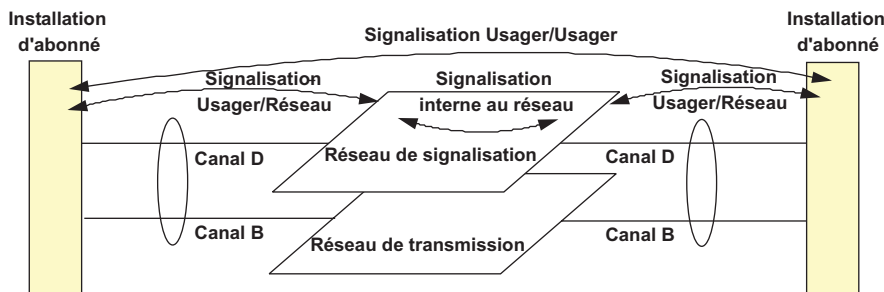 Installation
d'abonné
Installation
d'abonné
Signalisation Usager/Usager
Signalisation
Usager/Réseau
Signalisation
interne au réseau
Signalisation
Usager/Réseau
Canal D
Réseau de signalisation
Canal D
Canal B
Réseau de transmission
Canal B